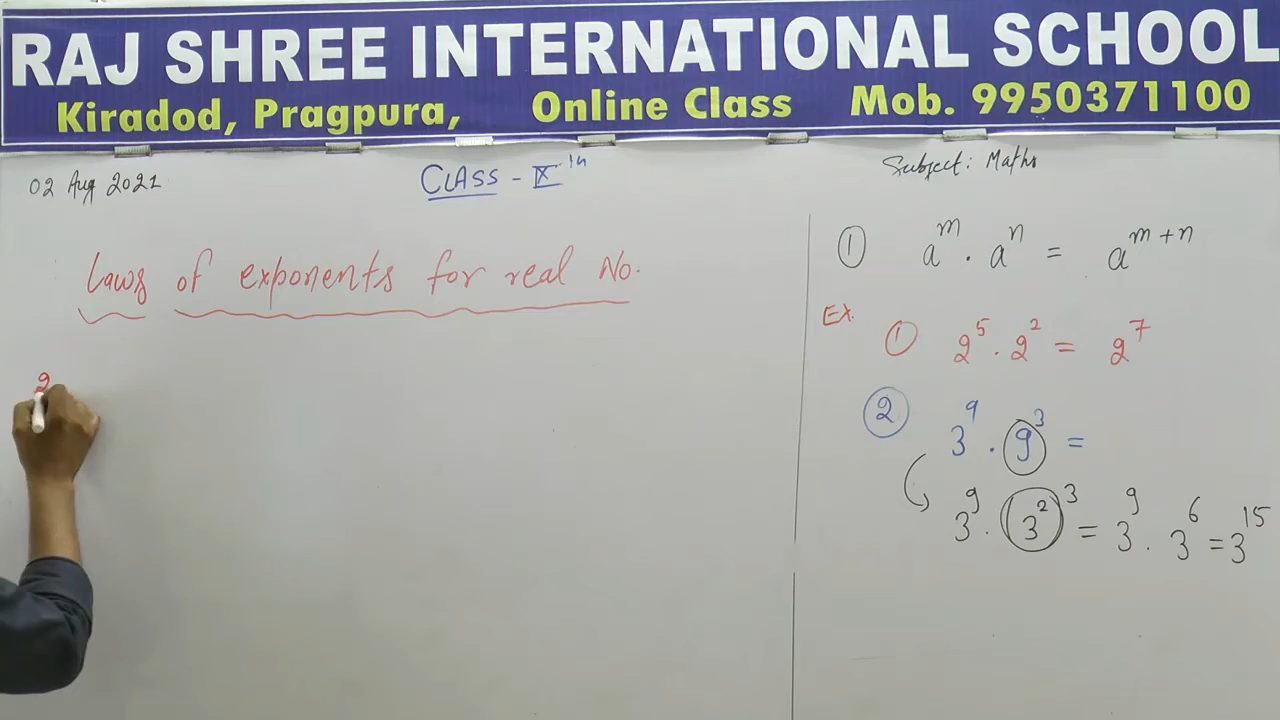 RAJ SHREE INTERNATIONAL SCHOOL
Kiradod, Pragpura, Online Class Mob. 9950371100
02 Aug 2021
CLASS - IX th
Subject: Maths
Laws of exponents for real No.
2
① a^m . a^n = a^{m+n}
Ex.
① 2^5 . 2^2 = 2^7
② 3^9 . 9^3 =
3^9 . (3^2)^3 = 3^9 . 3^6 = 3^15